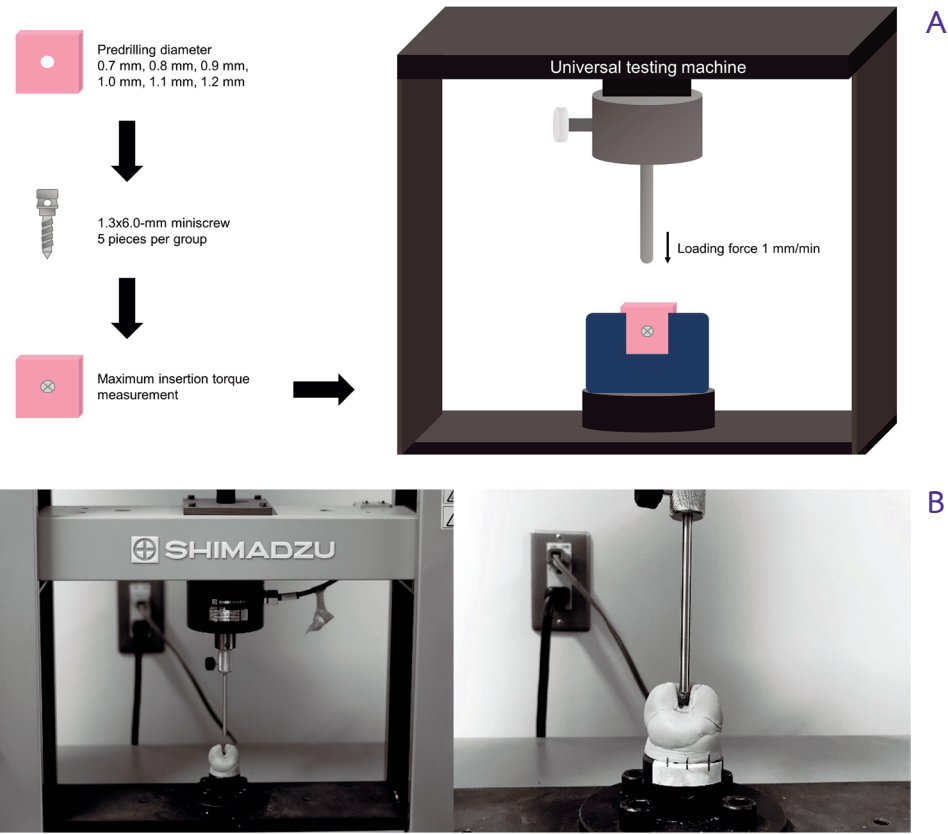 A
Predrilling diameter
0.7 mm, 0.8 mm, 0.9 mm,
1.0 mm, 1.1 mm, 1.2 mm
Universal testing machine
1.3x6.0-mm miniscrew
5 pieces per group
Loading force 1 mm/min
Maximum insertion torque
measurement
B
SHIMADZU
SHIMADZU